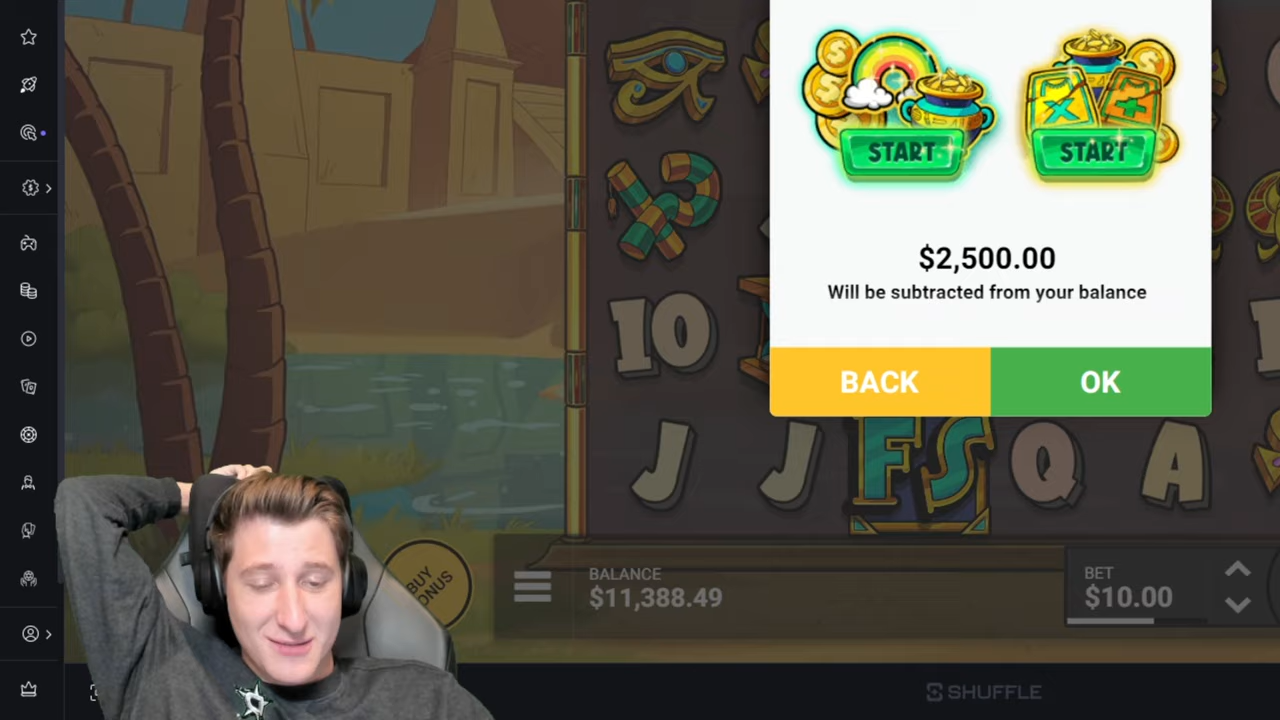 START
START
$2,500.00
Will be subtracted from your balance
BACK
OK
10
J
J
FS
Q
A
BUY
BONUS
BALANCE
$11,388.49
BET
$10.00
SHUFFLE